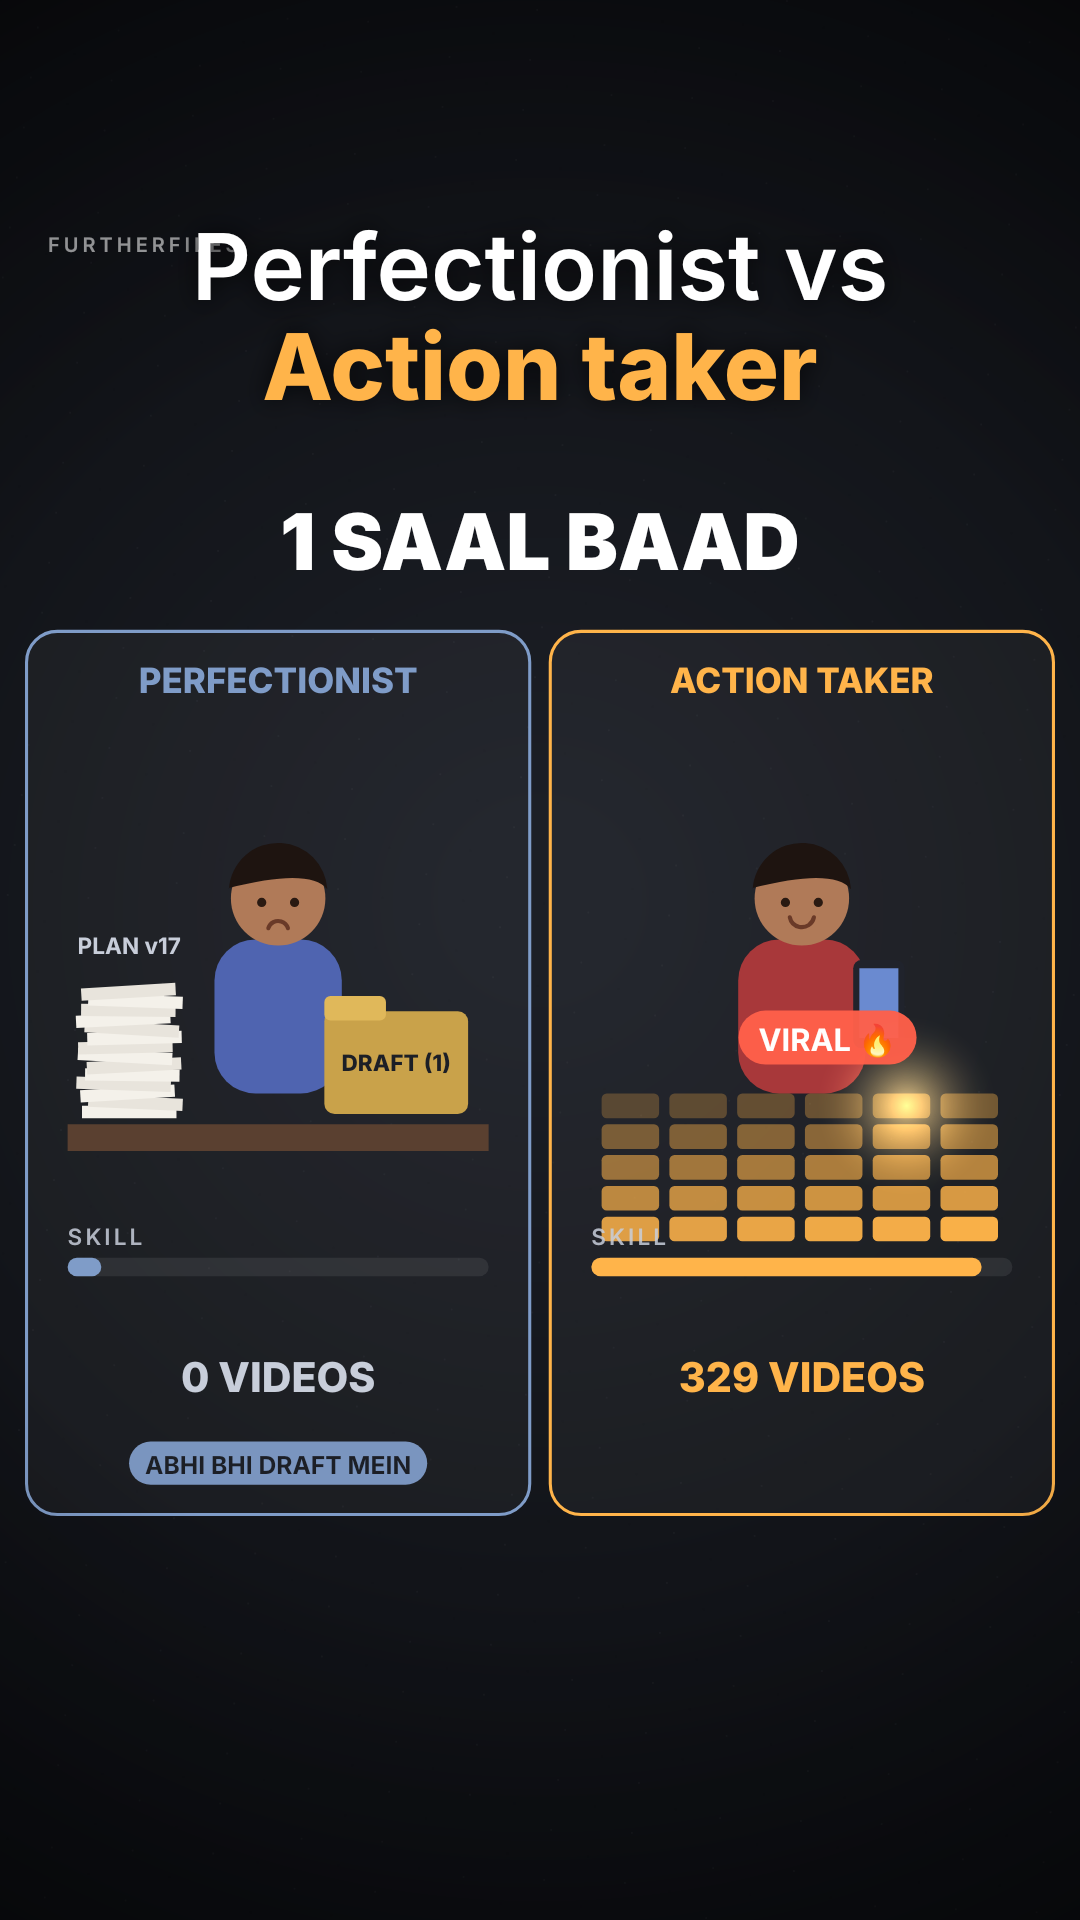 Perfectionist vs
Action taker
1 SAAL BAAD
PERFECTIONIST
PLAN v17
DRAFT (1)
SKILL
0 VIDEOS
ABHI BHI DRAFT MEIN
ACTION TAKER
VIRAL 🔥
SKILL
329 VIDEOS